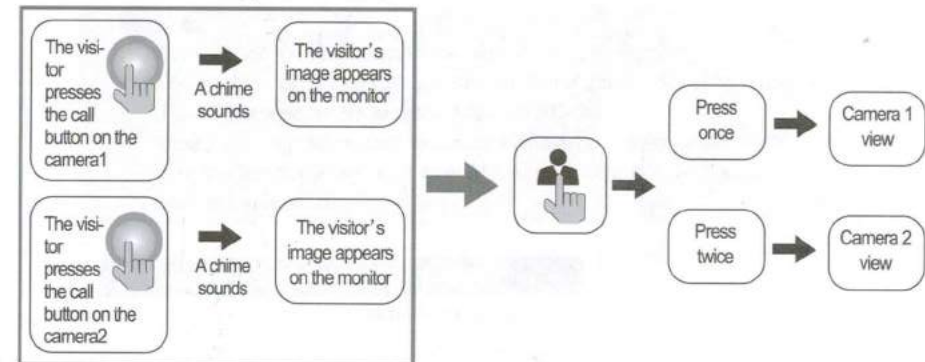 The visi-
tor
presses
the call
button on the
camera1
A chime
sounds
The visitor's
image appears
on the monitor
The visi-
tor
presses
the call
button on the
camera2
A chime
sounds
The visitor's
image appears
on the monitor
Press
once
Camera 1
view
Press
twice
Camera 2
view